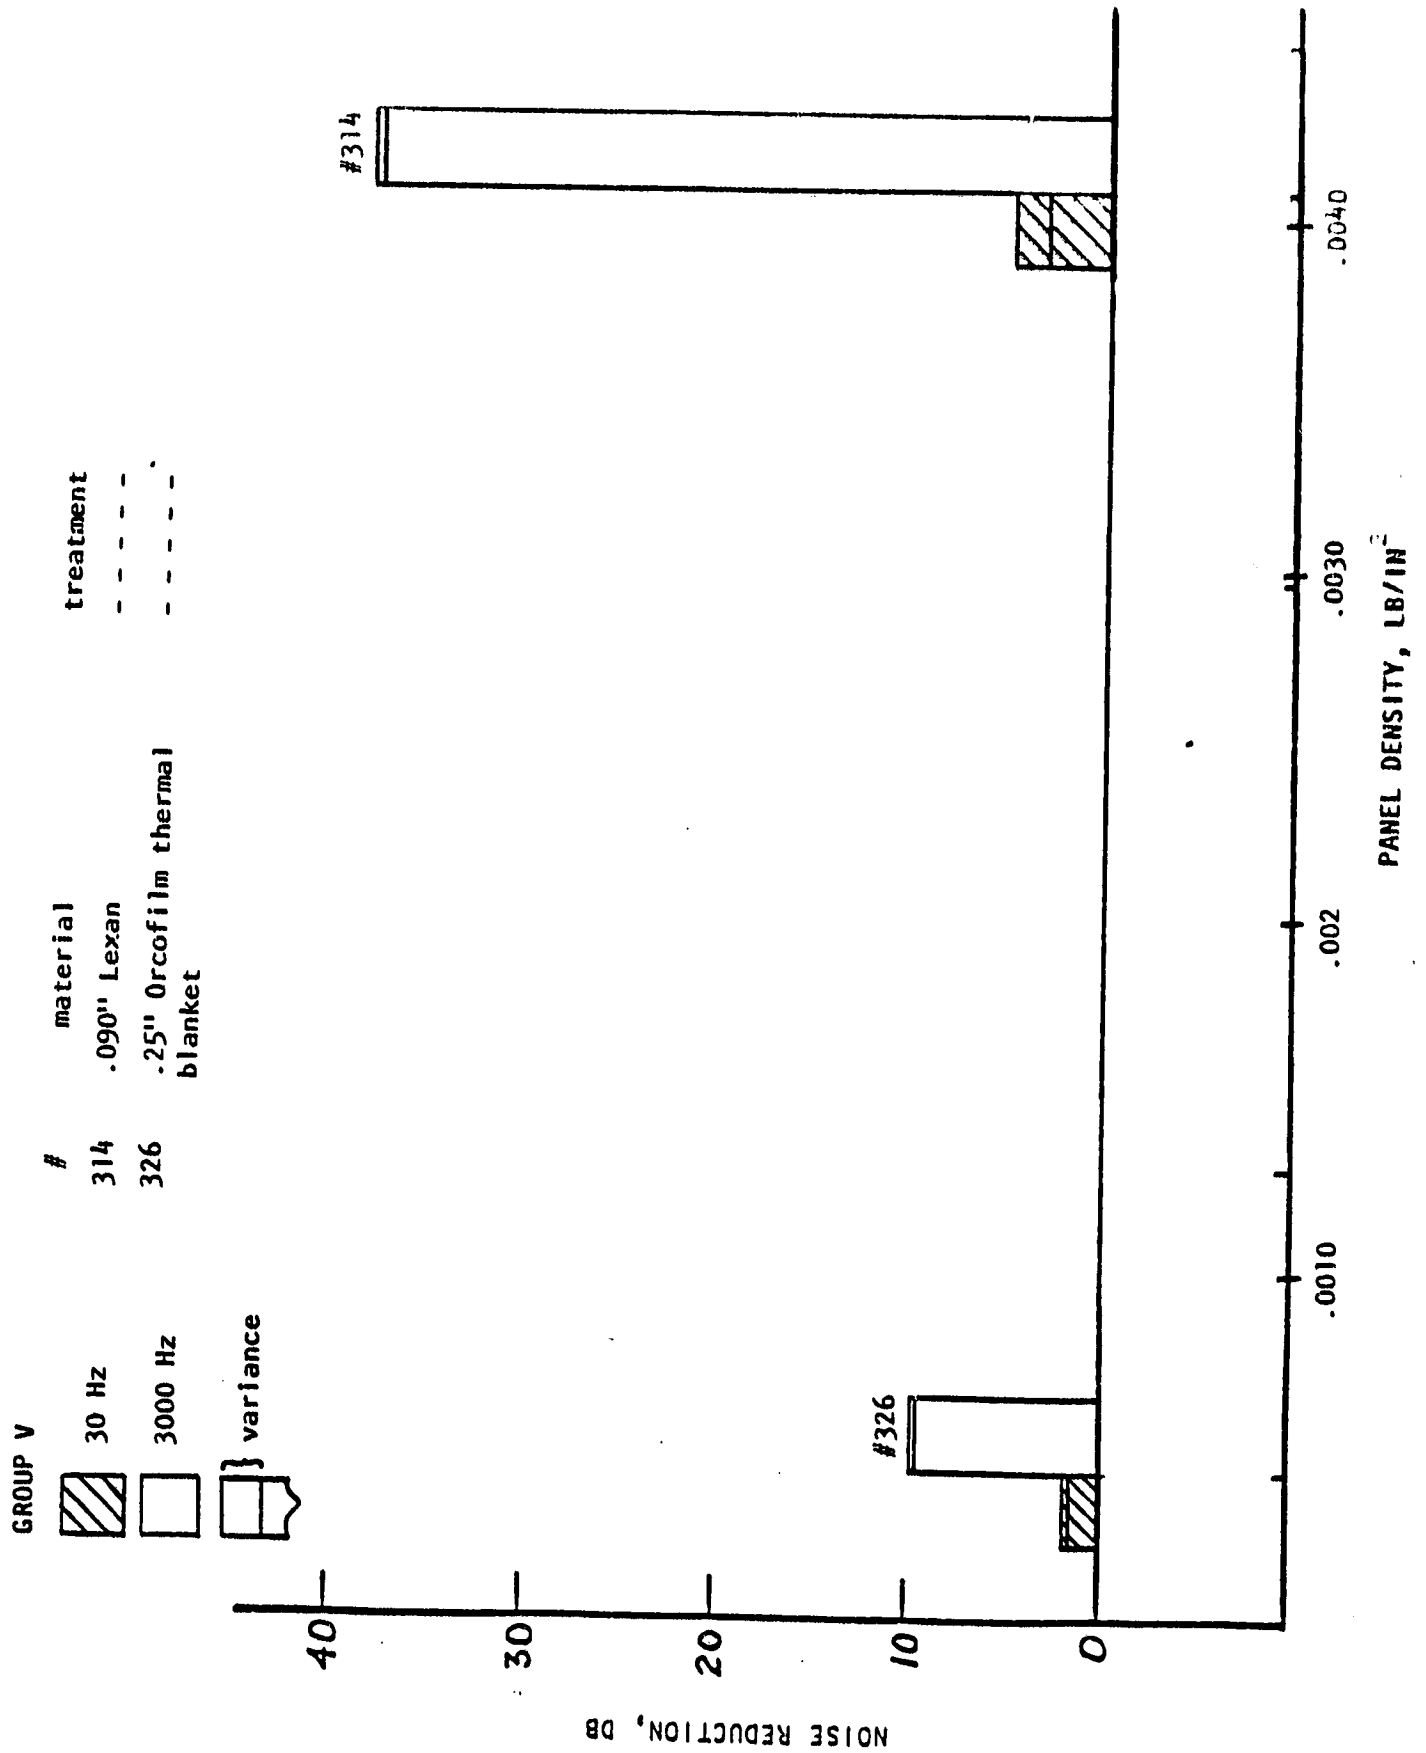 GROUP V
30 Hz
3000 Hz
} variance
# material treatment
314 .090" Lexan - - - - -
326 .25" Orcofilm thermal - - - - -
blanket
#314
#326
40
30
20
10
0
NOISE REDUCTION, DB
.0010 .002 .0030 .0040
PANEL DENSITY, LB/IN²